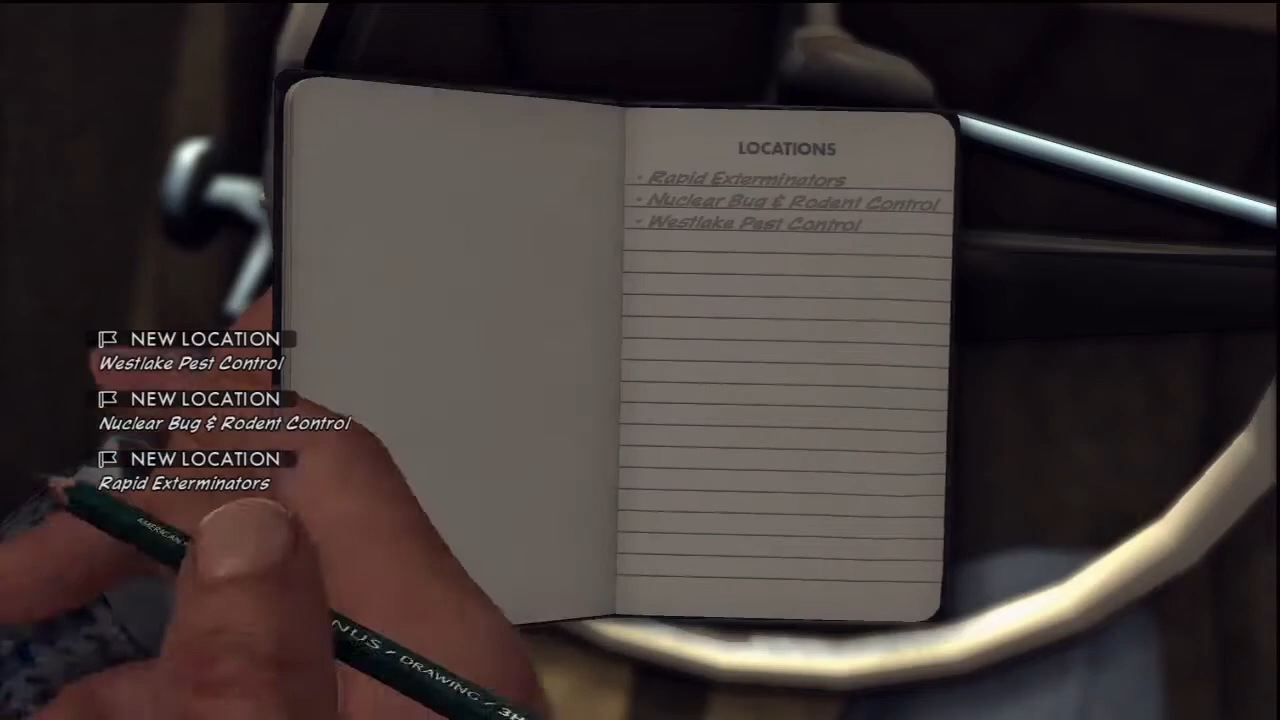 LOCATIONS
· Rapid Exterminators
· Nuclear Bug & Rodent Control
· Westlake Pest Control
NEW LOCATION
Westlake Pest Control
NEW LOCATION
Nuclear Bug & Rodent Control
NEW LOCATION
Rapid Exterminators
AMERICAN
NUS / DRAWING / 3H